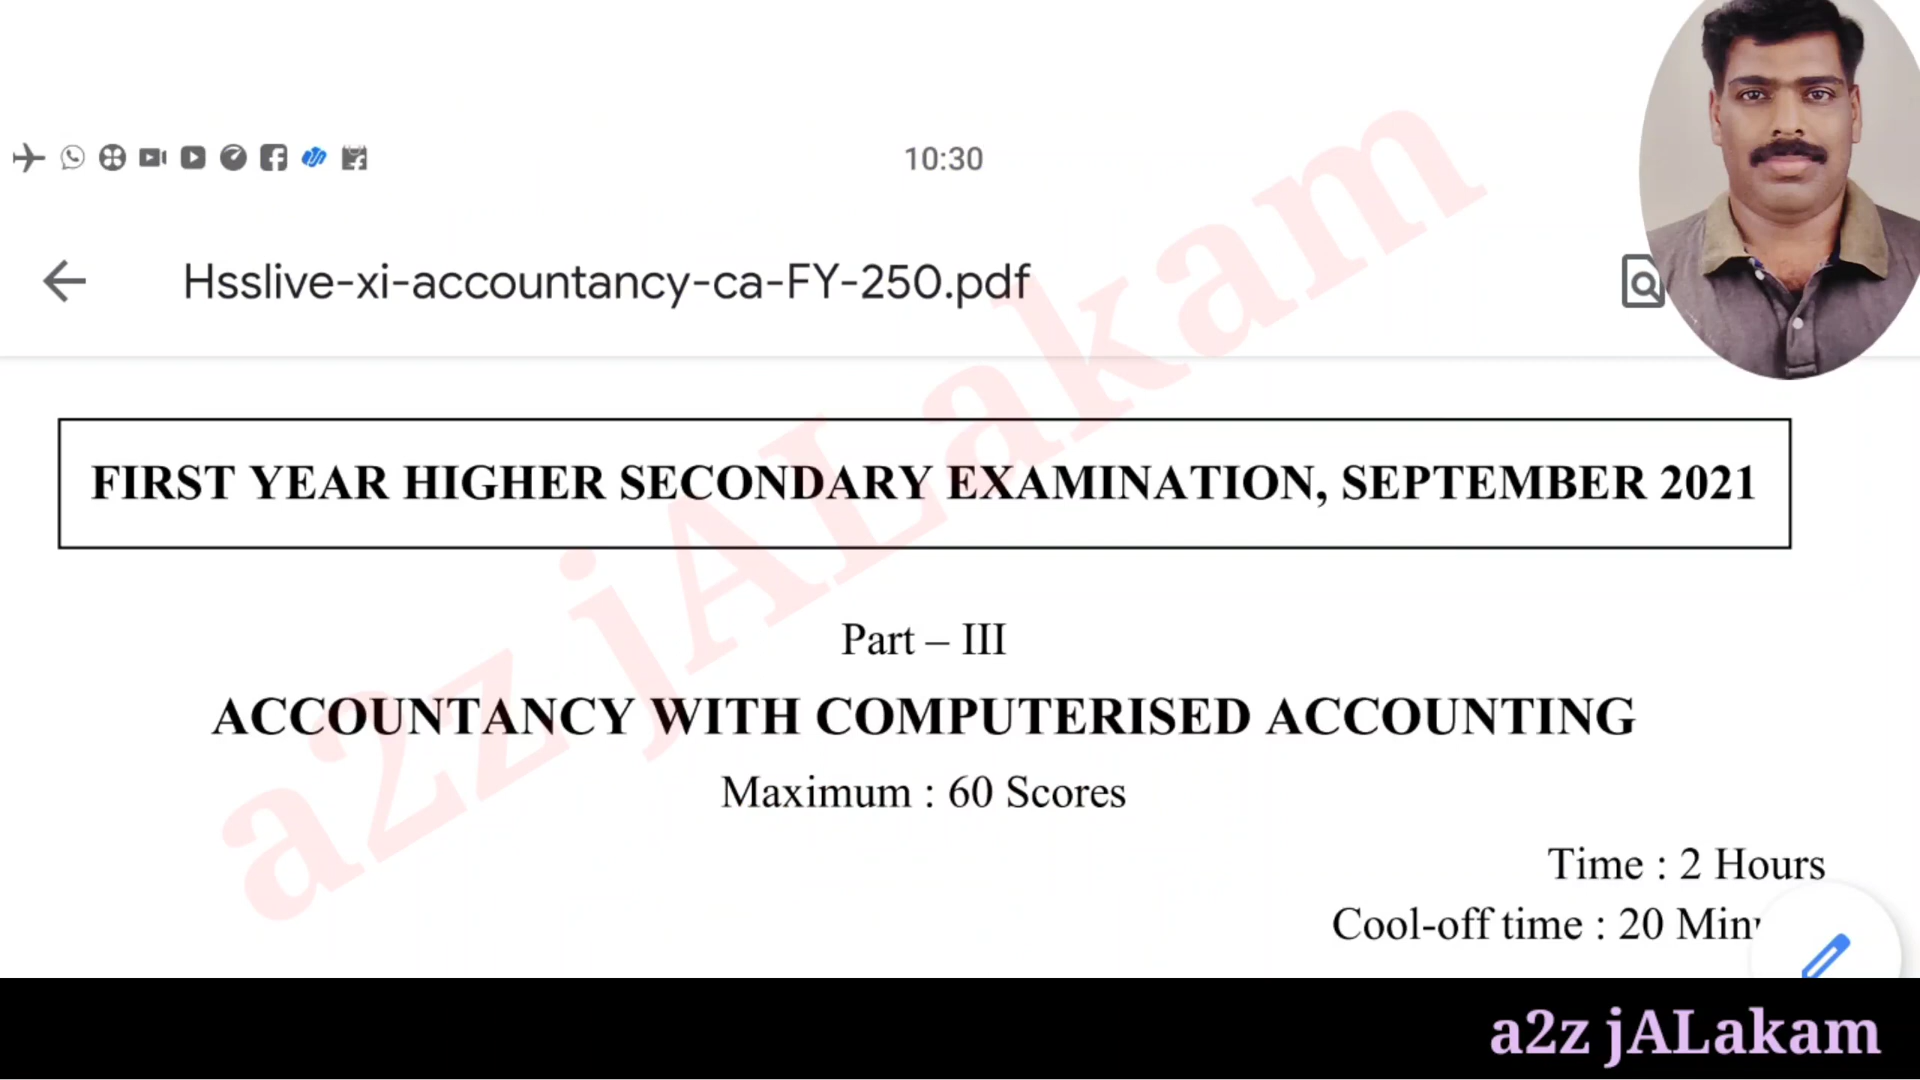 10:30
Hsslive-xi-accountancy-ca-FY-250.pdf
FIRST YEAR HIGHER SECONDARY EXAMINATION, SEPTEMBER 2021
Part – III
ACCOUNTANCY WITH COMPUTERISED ACCOUNTING
Maximum : 60 Scores
Time : 2 Hours
Cool-off time : 20
a2z jALakam
a2z jALakam